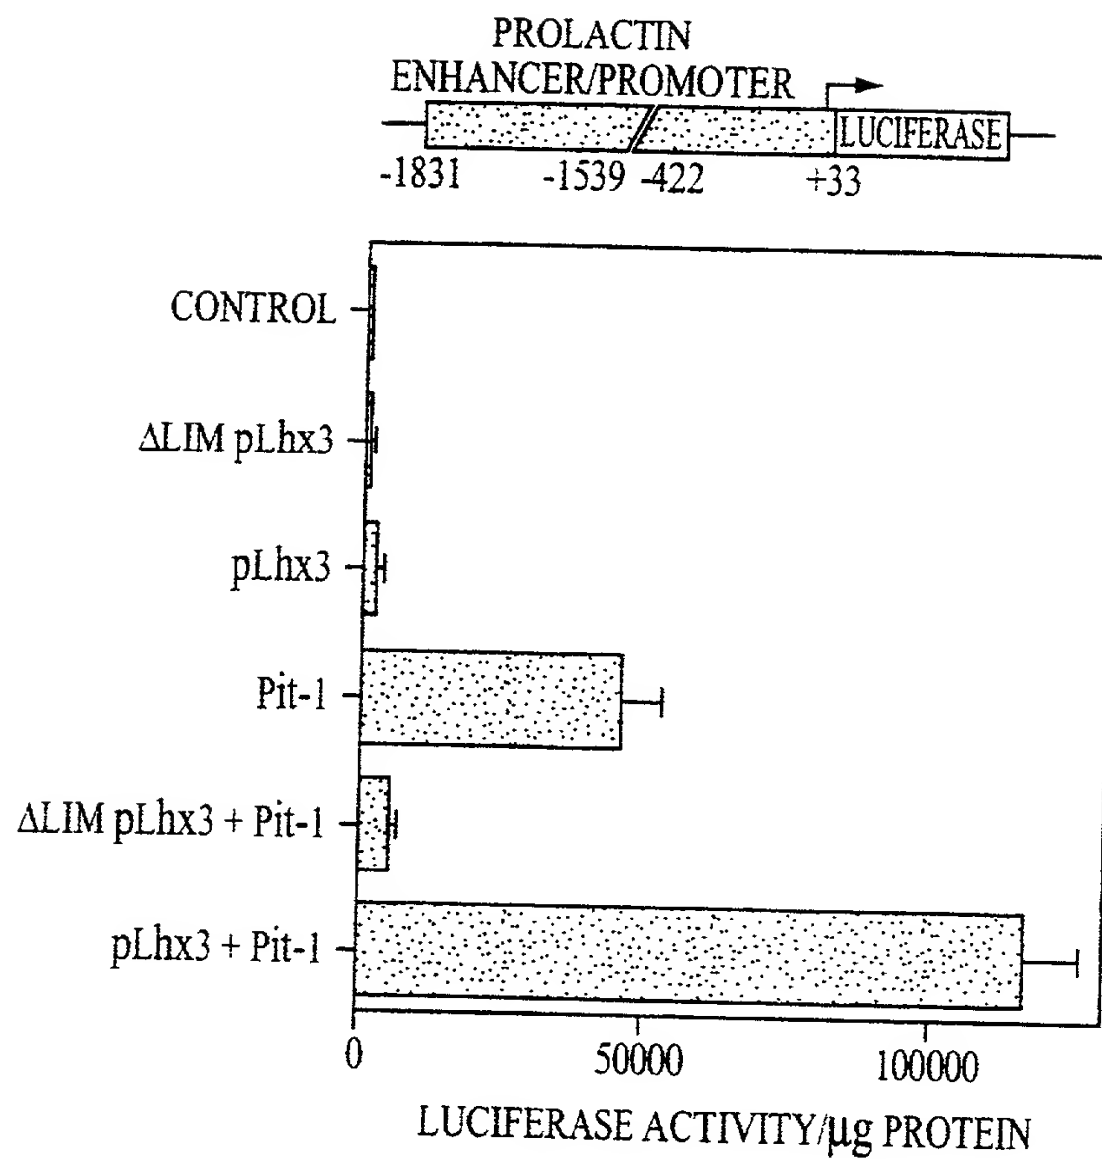 PROLACTIN
ENHANCER/PROMOTER
LUCIFERASE
-1831 -1539 -422 +33
CONTROL
ΔLIM pLhx3
pLhx3
Pit-1
ΔLIM pLhx3 + Pit-1
pLhx3 + Pit-1
0 50000 100000
LUCIFERASE ACTIVITY/μg PROTEIN